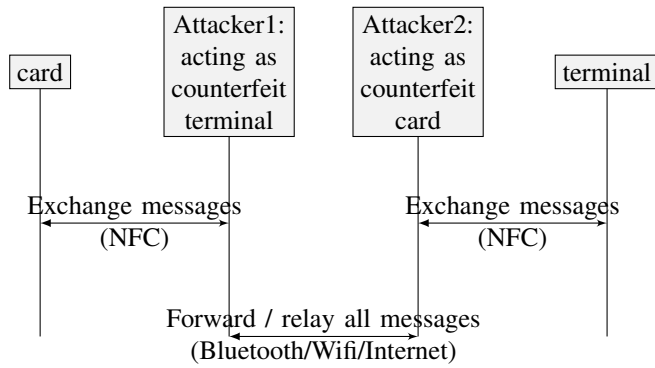 card
Attacker1:
acting as
counterfeit
terminal
Attacker2:
acting as
counterfeit
card
terminal
Exchange messages
(NFC)
Exchange messages
(NFC)
Forward / relay all messages
(Bluetooth/Wifi/Internet)